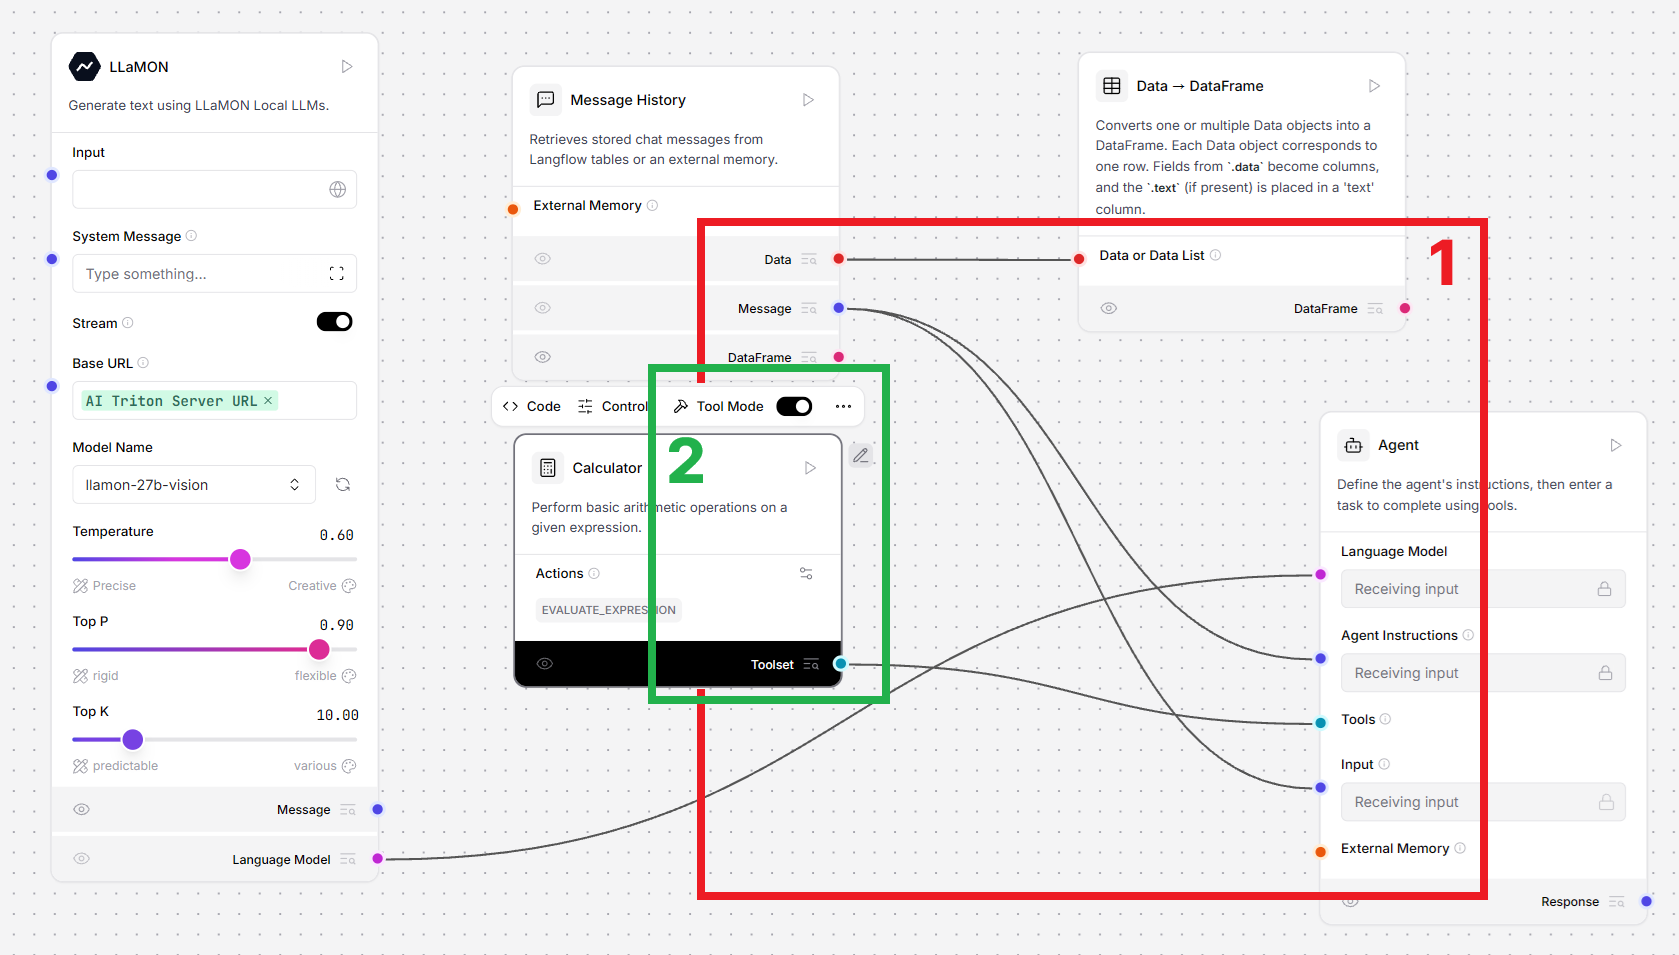 LLaMON
Generate text using LLaMON Local LLMs.
Input
System Message
Type something...
Stream
Base URL
AI Triton Server URL ×
Model Name
llamon-27b-vision
Temperature
0.60
Precise
Creative
Top P
0.90
rigid
flexible
Top K
10.00
predictable
various
Message
Language Model
Message History
Retrieves stored chat messages from
Langflow tables or an external memory.
External Memory
Data
Message
DataFrame
Code
Control
Tool Mode
2
Calculator
Perform basic arithmetic operations on a
given expression.
Actions
EVALUATE_EXPRESSION
Toolset
Data → DataFrame
Converts one or multiple Data objects into a
DataFrame. Each Data object corresponds to
one row. Fields from `.data` become columns,
and the `.text` (if present) is placed in a 'text'
column.
Data or Data List
DataFrame
1
Agent
Define the agent's instructions, then enter a
task to complete using tools.
Language Model
Receiving input
Agent Instructions
Receiving input
Tools
Input
Receiving input
External Memory
Response